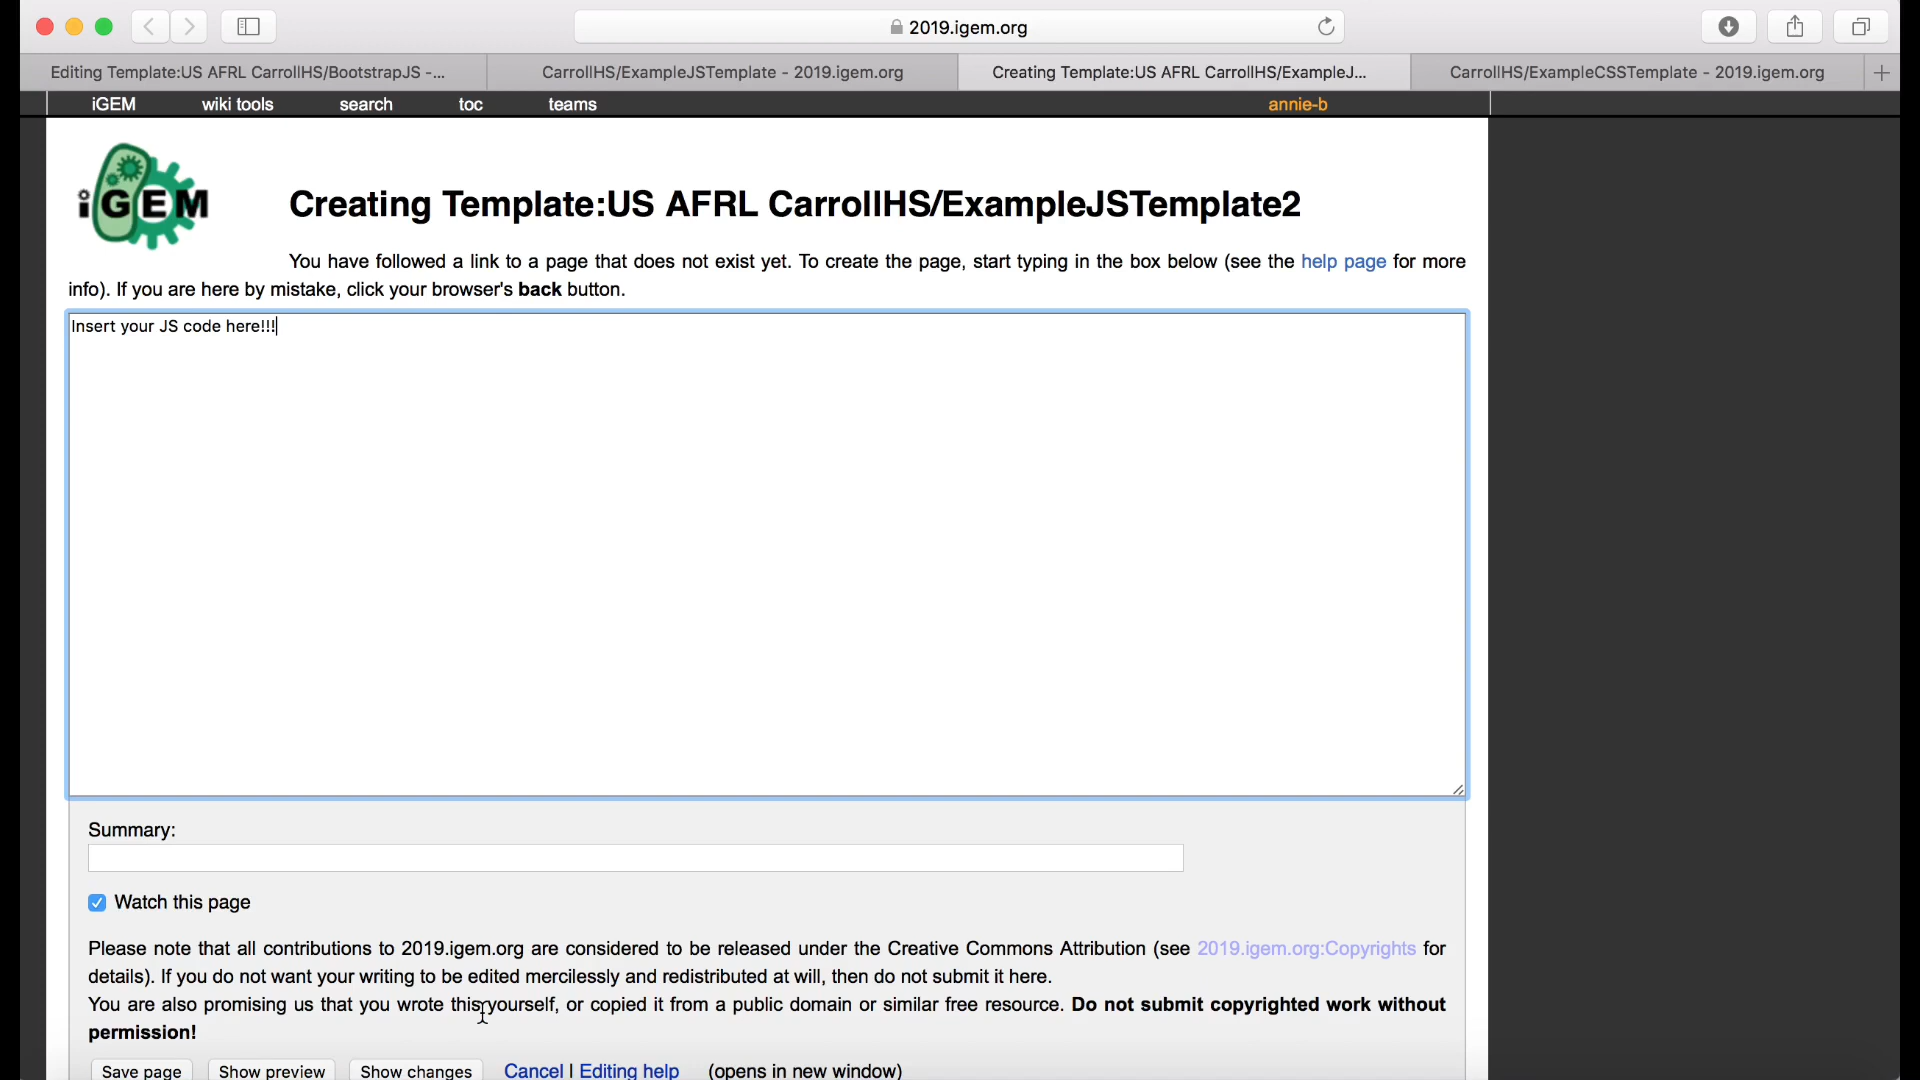 2019.igem.org
Editing Template:US AFRL CarrollHS/BootstrapJS -...
CarrollHS/ExampleJSTemplate - 2019.igem.org
Creating Template:US AFRL CarrollHS/ExampleJ...
CarrollHS/ExampleCSSTemplate - 2019.igem.org
iGEM wiki tools search toc teams annie-b
iGEM
Creating Template:US AFRL CarrollHS/ExampleJSTemplate2
You have followed a link to a page that does not exist yet. To create the page, start typing in the box below (see the help page for more
info). If you are here by mistake, click your browser's back button.
Insert your JS code here!!!
Summary:
Watch this page
Please note that all contributions to 2019.igem.org are considered to be released under the Creative Commons Attribution (see 2019.igem.org:Copyrights for
details). If you do not want your writing to be edited mercilessly and redistributed at will, then do not submit it here.
You are also promising us that you wrote this yourself, or copied it from a public domain or similar free resource. Do not submit copyrighted work without
permission!
Save page Show preview Show changes Cancel | Editing help (opens in new window)